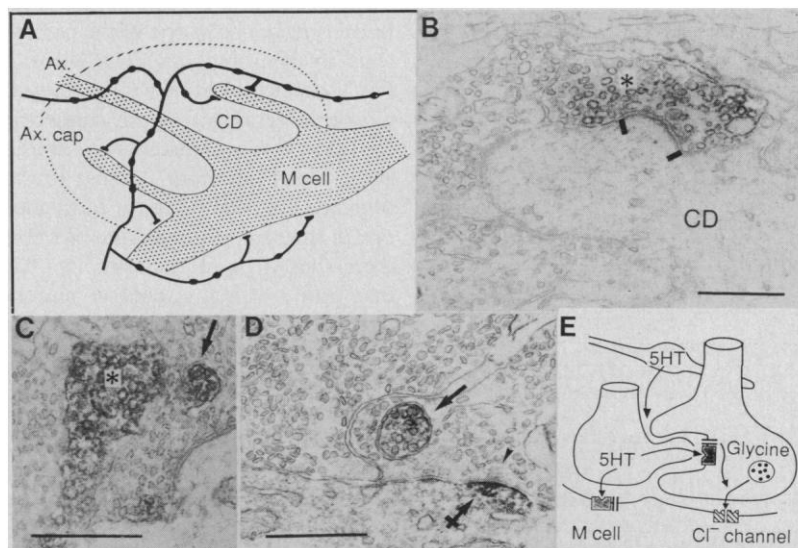 A
Ax.
CD
Ax. cap
M cell
B
*
CD
C
*
D
E
5HT
5HT
Glycine
M cell
Cl⁻ channel